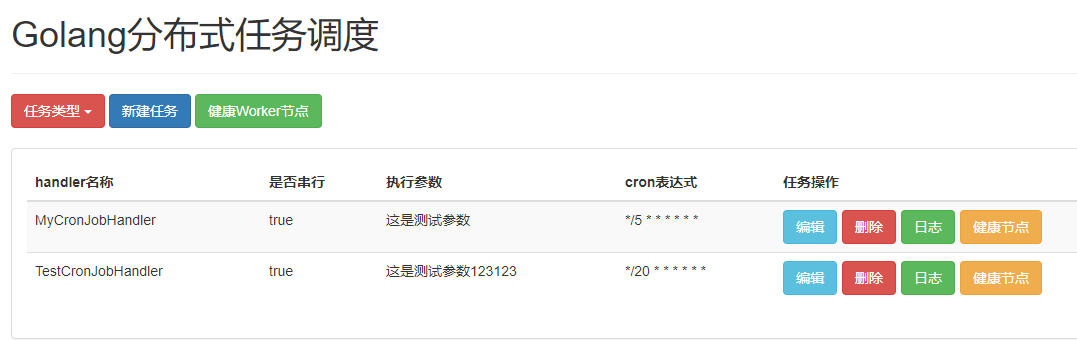 Golang分布式任务调度
任务类型 新建任务 健康Worker节点
handler名称 是否串行 执行参数 cron表达式 任务操作
MyCronJobHandler true 这是测试参数 */5 * * * * * * 编辑 删除 日志 健康节点
TestCronJobHandler true 这是测试参数123123 */20 * * * * * * 编辑 删除 日志 健康节点